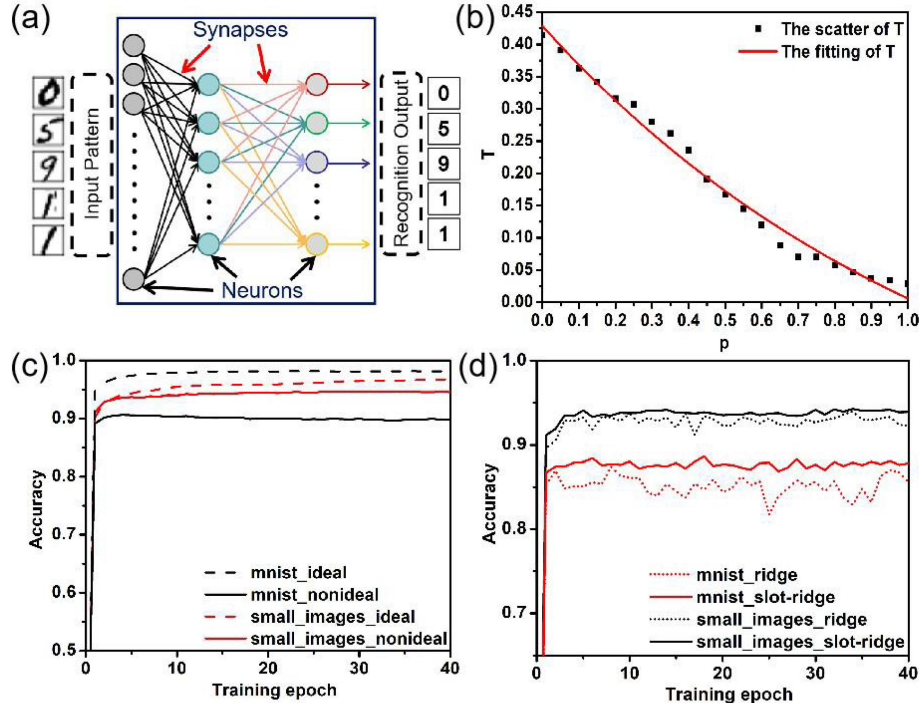 (a)
Synapses
Input Pattern
Neurons
Recognition Output
0
5
9
1
1
0
5
9
1
1
(b)
The scatter of T
The fitting of T
T
0.45
0.40
0.35
0.30
0.25
0.20
0.15
0.10
0.05
0.00
0.0 0.1 0.2 0.3 0.4 0.5 0.6 0.7 0.8 0.9 1.0
p
(c)
Accuracy
1.0
0.9
0.8
0.7
0.6
0.5
mnist_ideal
mnist_nonideal
small_images_ideal
small_images_nonideal
0 10 20 30 40
Training epoch
(d)
Accuracy
1.0
0.9
0.8
0.7
mnist_ridge
mnist_slot-ridge
small_images_ridge
small_images_slot-ridge
0 10 20 30 40
Training epoch